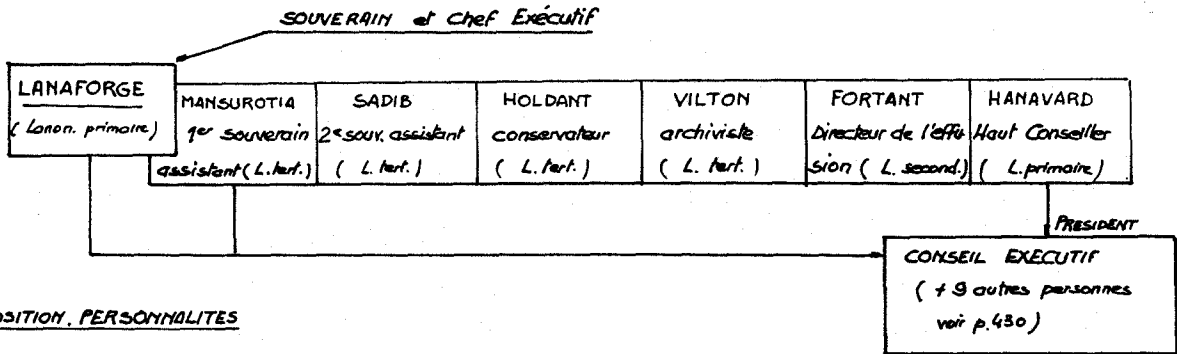 SOUVERAIN et Chef Exécutif
LANAFORGE
(Lanon. primaire)
MANSUROTIA
1er souverain
assistant (L. tert.)
SADIB
2e souv. assistant
(L. tert.)
HOLDANT
conservateur
(L. tert.)
VILTON
archiviste
(L. tert.)
FORTANT
Directeur de l'effu
sion (L. second.)
HANAVARD
Haut Conseiller
(L. primaire)
PRESIDENT
CONSEIL EXECUTIF
(+ 9 autres personnes
voir p. 430)
OSITION, PERSONNALITES